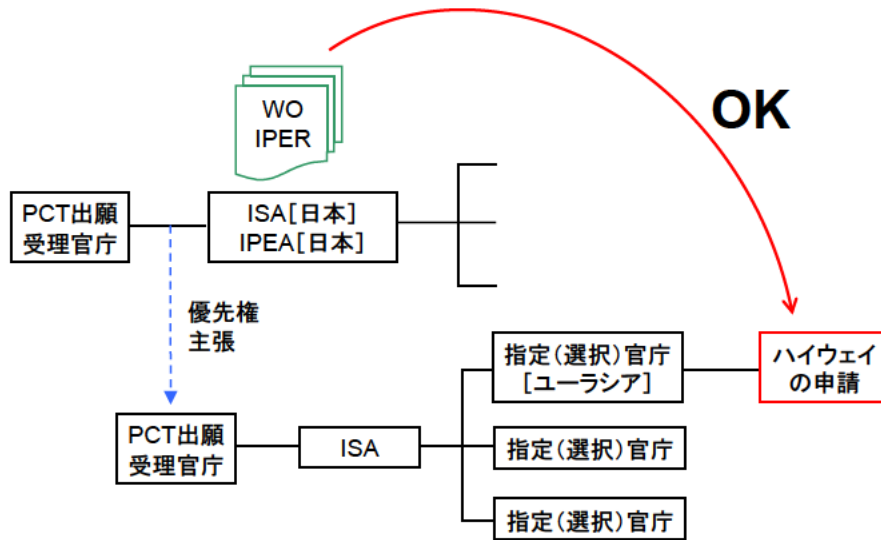 WO
IPER
OK
PCT出願
受理官庁
ISA[日本]
IPEA[日本]
優先権
主張
指定(選択)官庁
[ユーラシア]
ハイウェイ
の申請
PCT出願
受理官庁
ISA
指定(選択)官庁
指定(選択)官庁